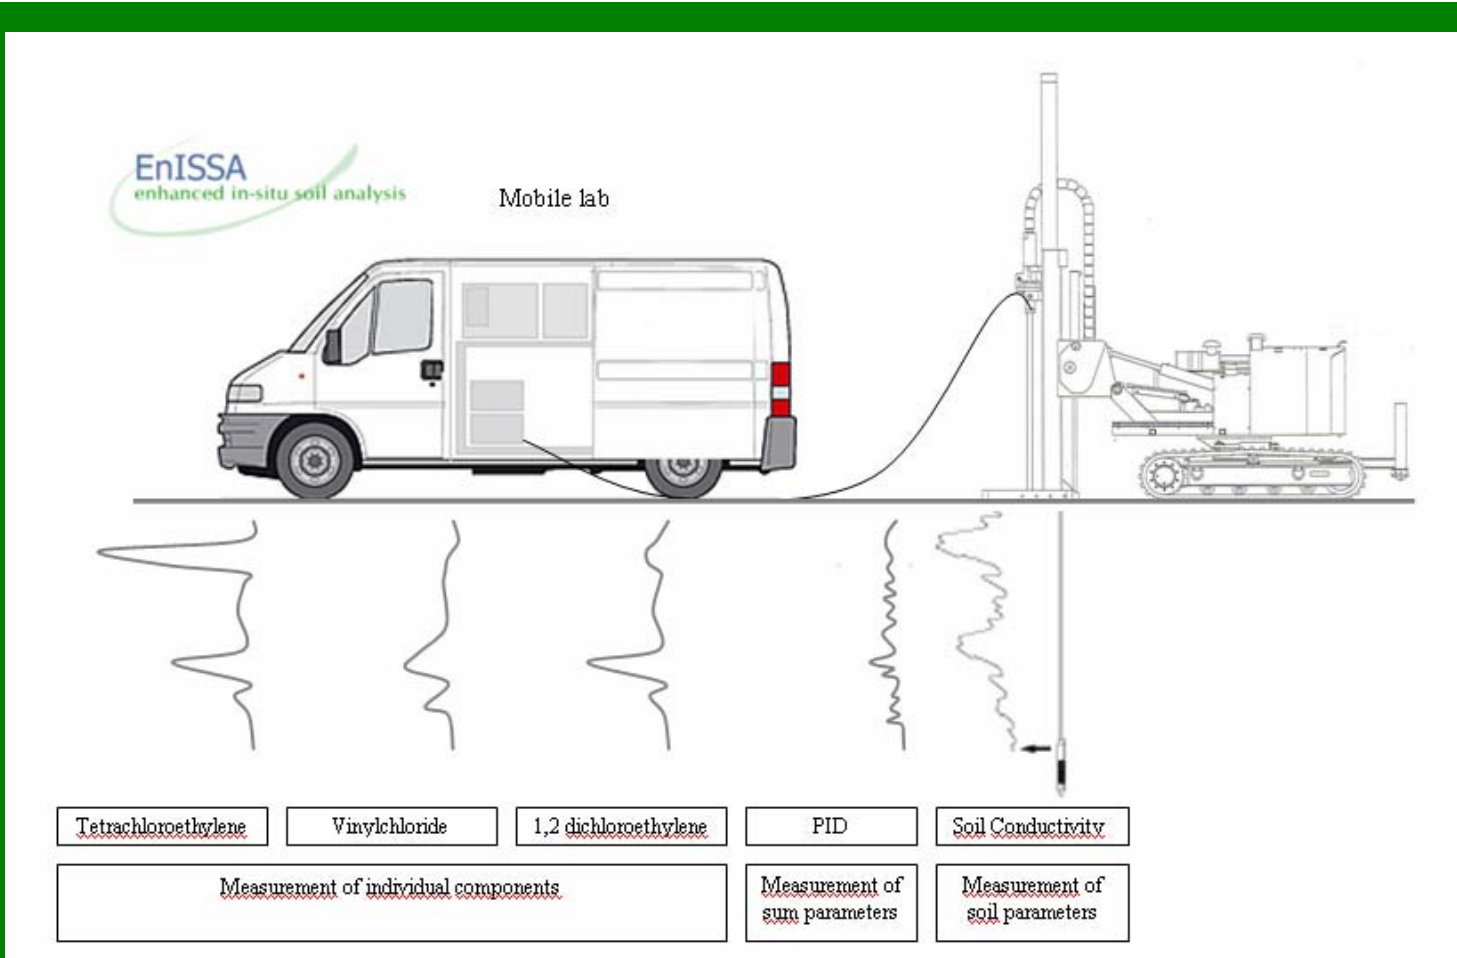 EnISSA
enhanced in-situ soil analysis
Mobile lab
Tetrachloroethylene
Vinylchloride
1,2 dichloroethylene
PID
Soil Conductivity
Measurement of individual components
Measurement of
sum parameters
Measurement of
soil parameters